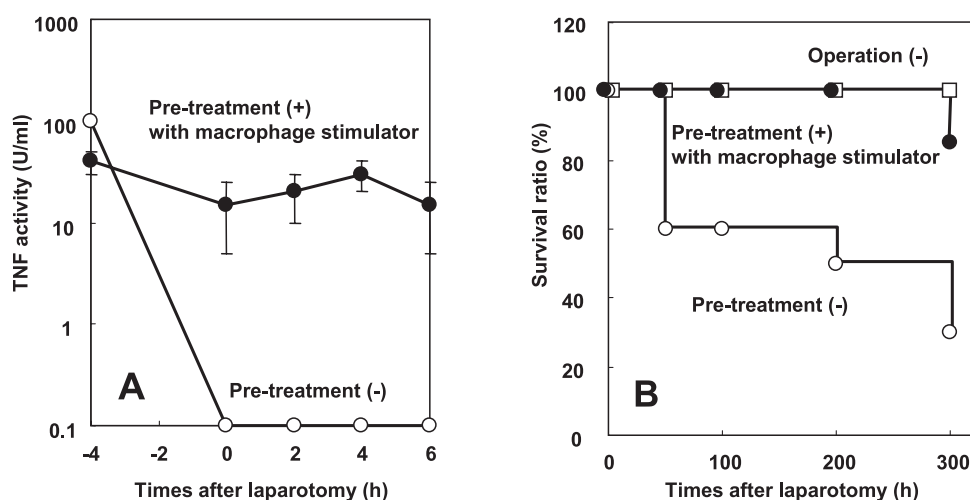 1000
100
10
1
0.1
TNF activity (U/ml)
Pre-treatment (+)
with macrophage stimulator
Pre-treatment (-)
A
-4 -2 0 2 4 6
Times after laparotomy (h)
120
100
80
60
40
20
0
Survival ratio (%)
Operation (-)
Pre-treatment (+)
with macrophage stimulator
Pre-treatment (-)
B
0 100 200 300
Times after laparotomy (h)